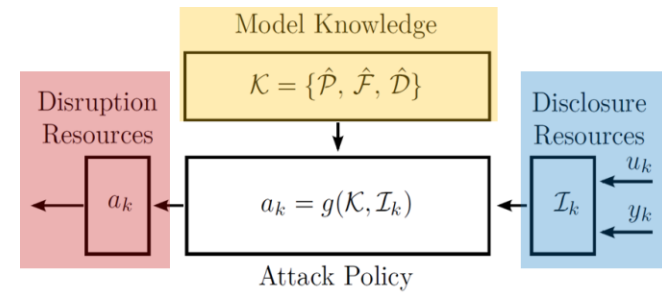 Model Knowledge
𝒦 = {𝒫̂, ℱ̂, 𝒟̂}
Disruption
Resources
a_k
a_k = g(𝒦, ℐ_k)
Attack Policy
Disclosure
Resources
ℐ_k
u_k
y_k